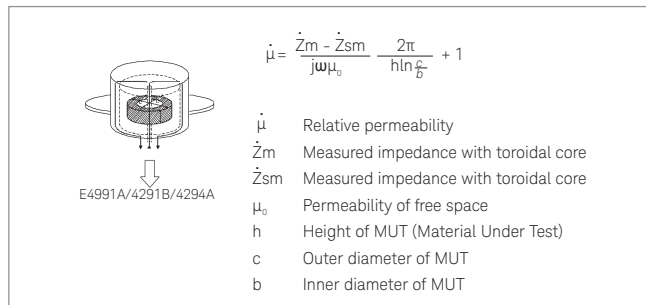 μ̇ = Żm - Żsm / jωμ₀ 2π / hln c/b + 1
μ̇ Relative permeability
Żm Measured impedance with toroidal core
Żsm Measured impedance with toroidal core
μ₀ Permeability of free space
h Height of MUT (Material Under Test)
c Outer diameter of MUT
b Inner diameter of MUT
E4991A/4291B/4294A